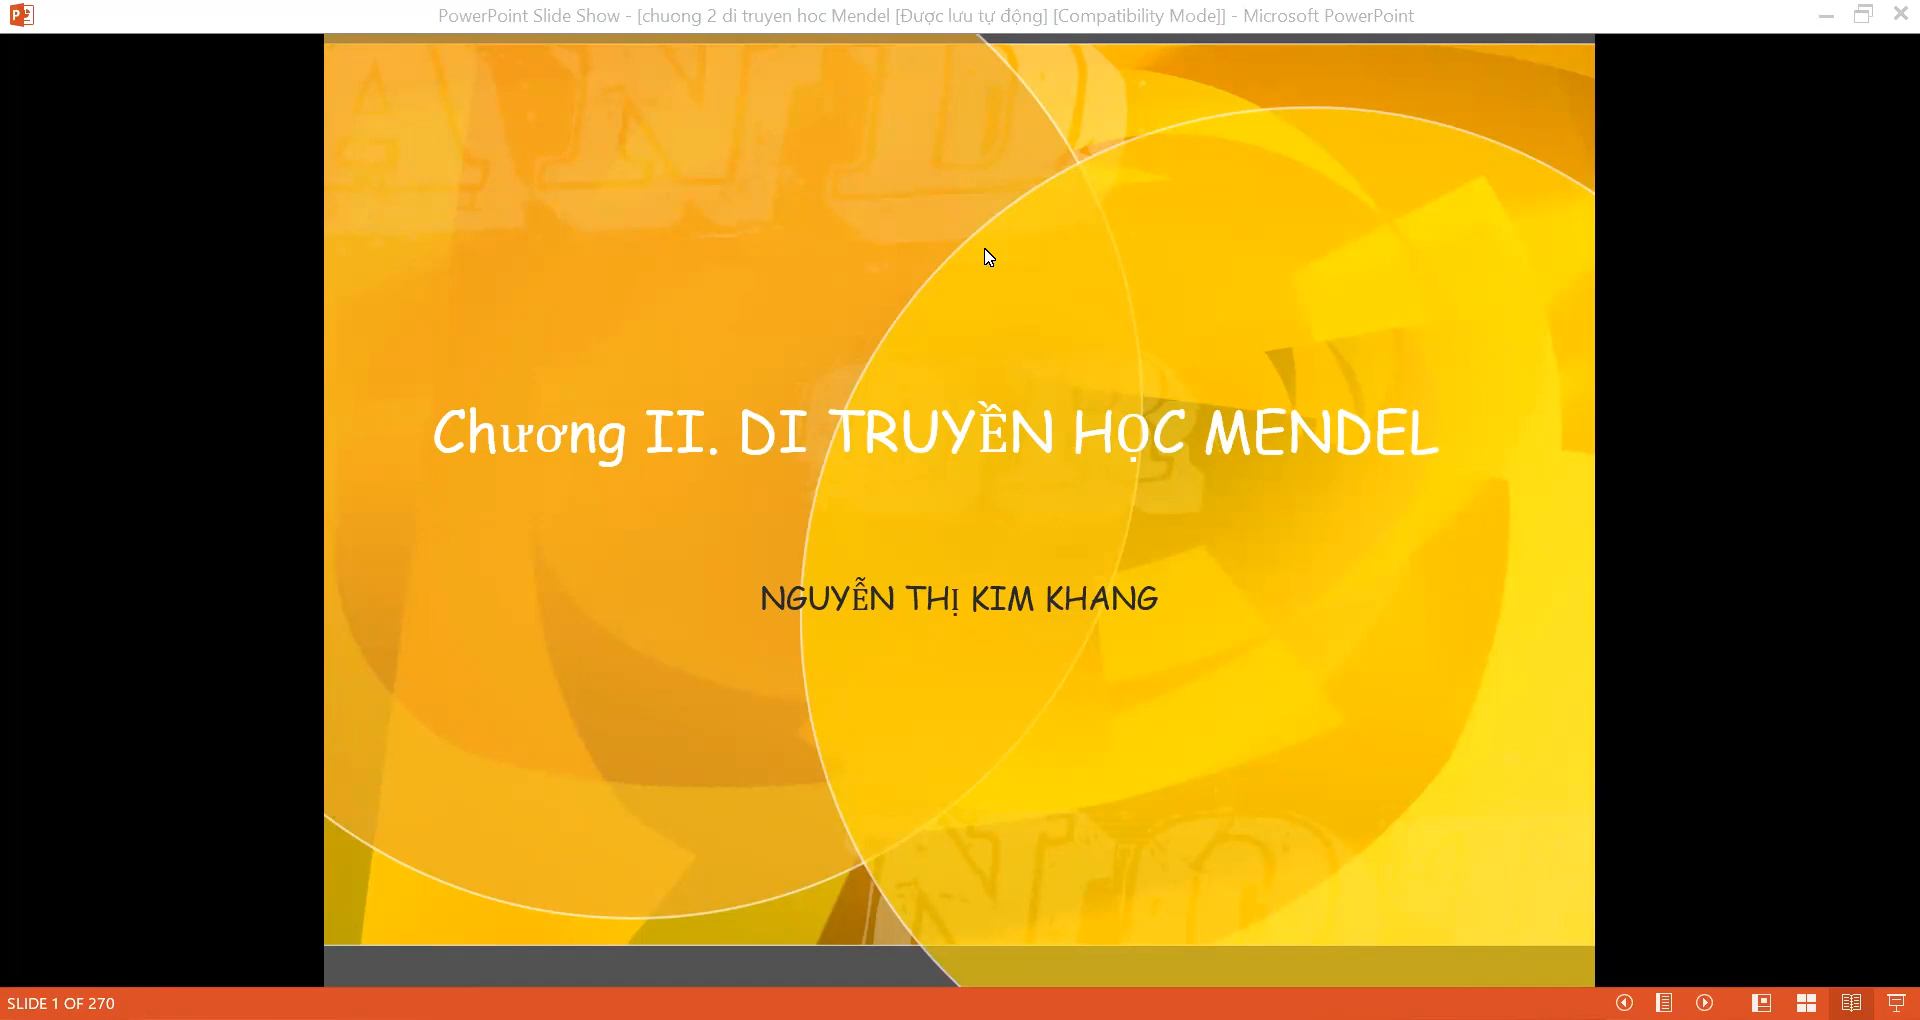 PowerPoint Slide Show - [chuong 2 di truyen hoc Mendel [Được lưu tự động] [Compatibility Mode]] - Microsoft PowerPoint
Chương II. DI TRUYỀN HỌC MENDEL
NGUYỄN THỊ KIM KHANG
SLIDE 1 OF 270